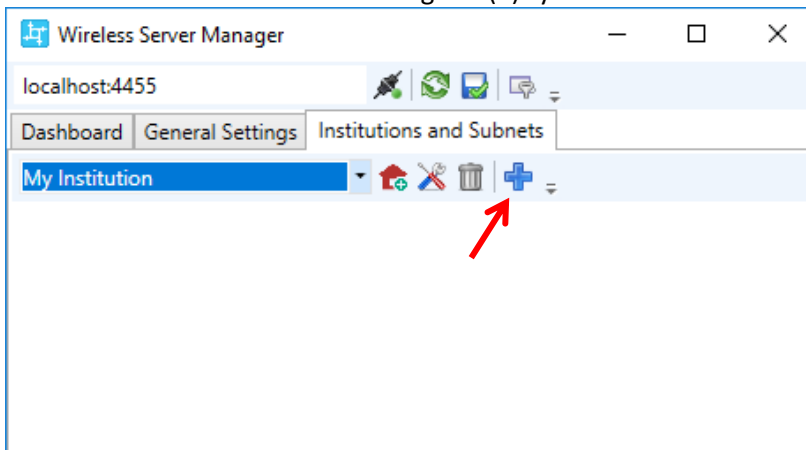 Wireless Server Manager
localhost:4455
Dashboard General Settings Institutions and Subnets
My Institution